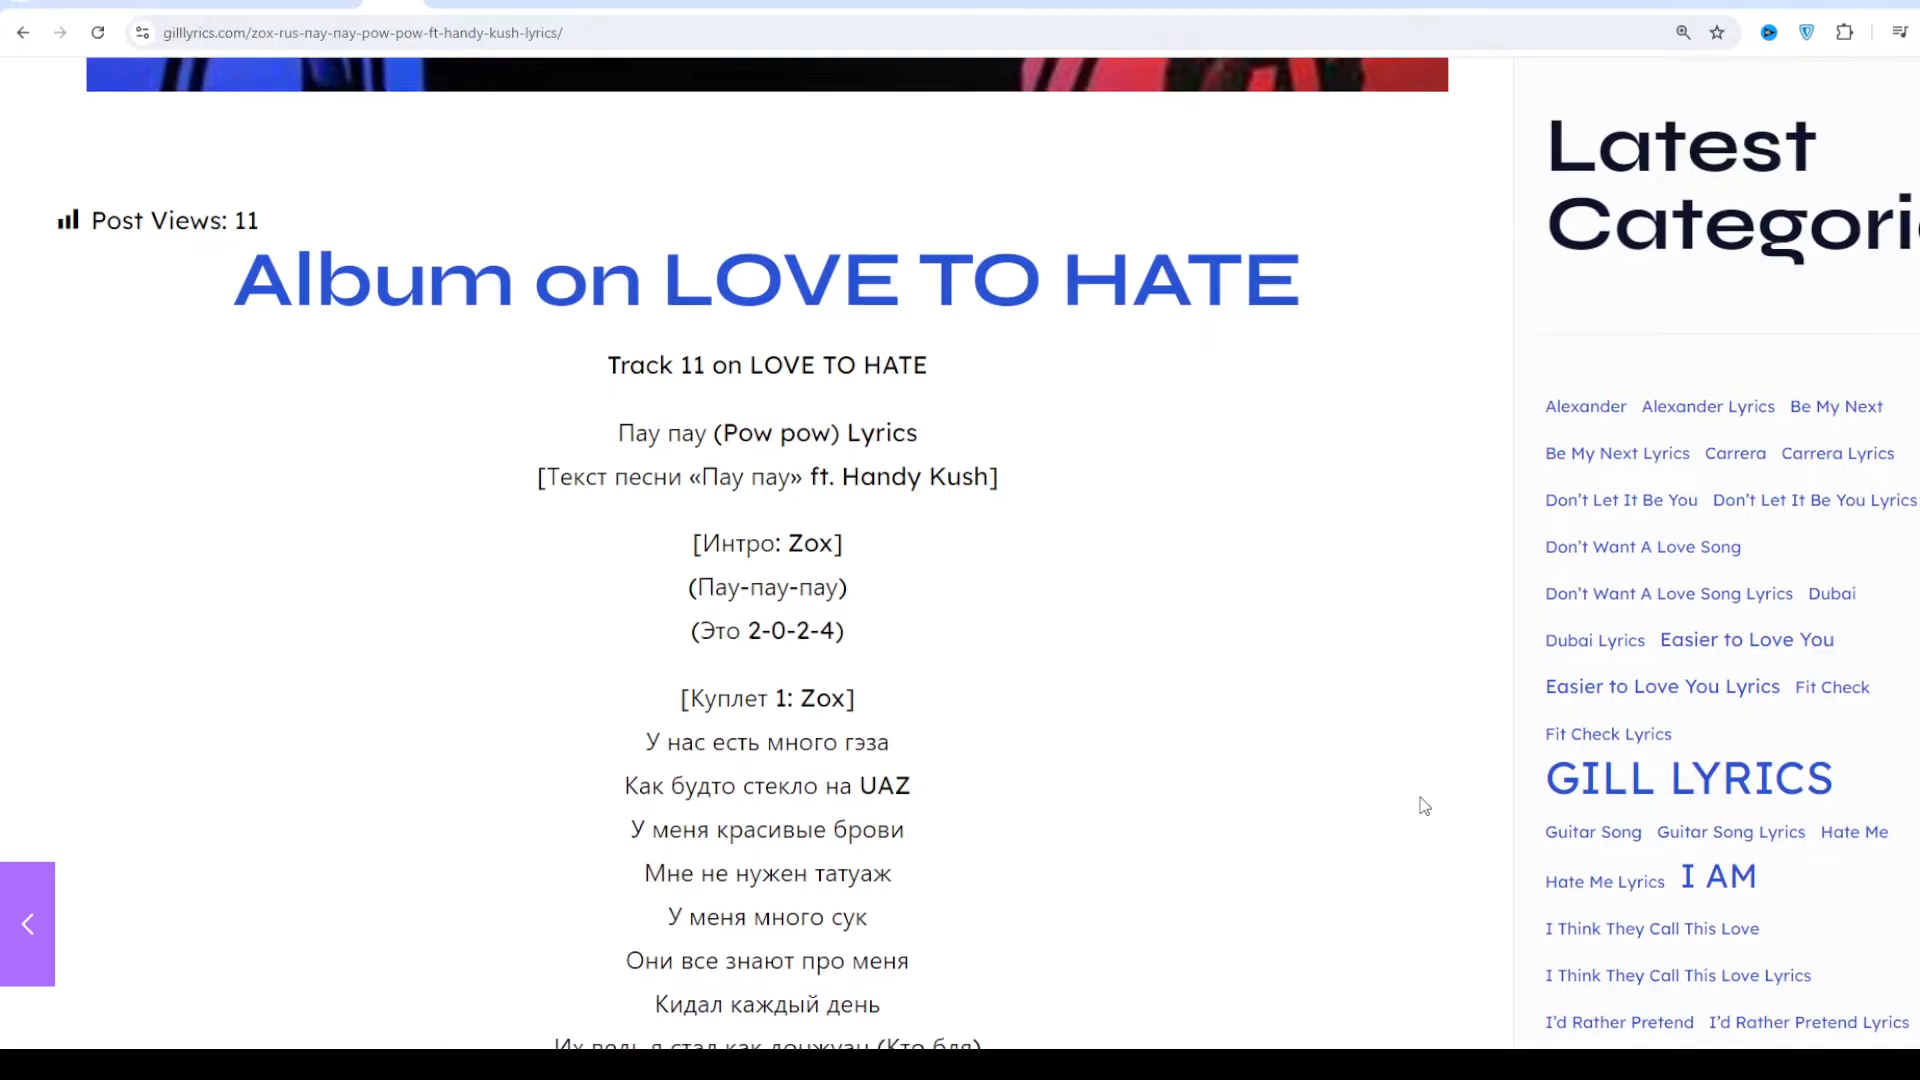 gilllyrics.com/zox-rus-nay-nay-pow-pow-ft-handy-kush-lyrics/
Post Views: 11
Album on LOVE TO HATE
Track 11 on LOVE TO HATE
Пау пау (Pow pow) Lyrics
[Текст песни «Пау пау» ft. Handy Kush]
[Интро: Zox]
(Пау-пау-пау)
(Это 2-0-2-4)
[Куплет 1: Zox]
У нас есть много гэза
Как будто стекло на UAZ
У меня красивые брови
Мне не нужен татуаж
У меня много сук
Они все знают про меня
Кидал каждый день
Их ведь я стал как донжуан (Кто бля)
Latest
Categori
Alexander Alexander Lyrics Be My Next
Be My Next Lyrics Carrera Carrera Lyrics
Don't Let It Be You Don't Let It Be You Lyrics
Don't Want A Love Song
Don't Want A Love Song Lyrics Dubai
Dubai Lyrics Easier to Love You
Easier to Love You Lyrics Fit Check
Fit Check Lyrics
GILL LYRICS
Guitar Song Guitar Song Lyrics Hate Me
Hate Me Lyrics I AM
I Think They Call This Love
I Think They Call This Love Lyrics
I'd Rather Pretend I'd Rather Pretend Lyrics